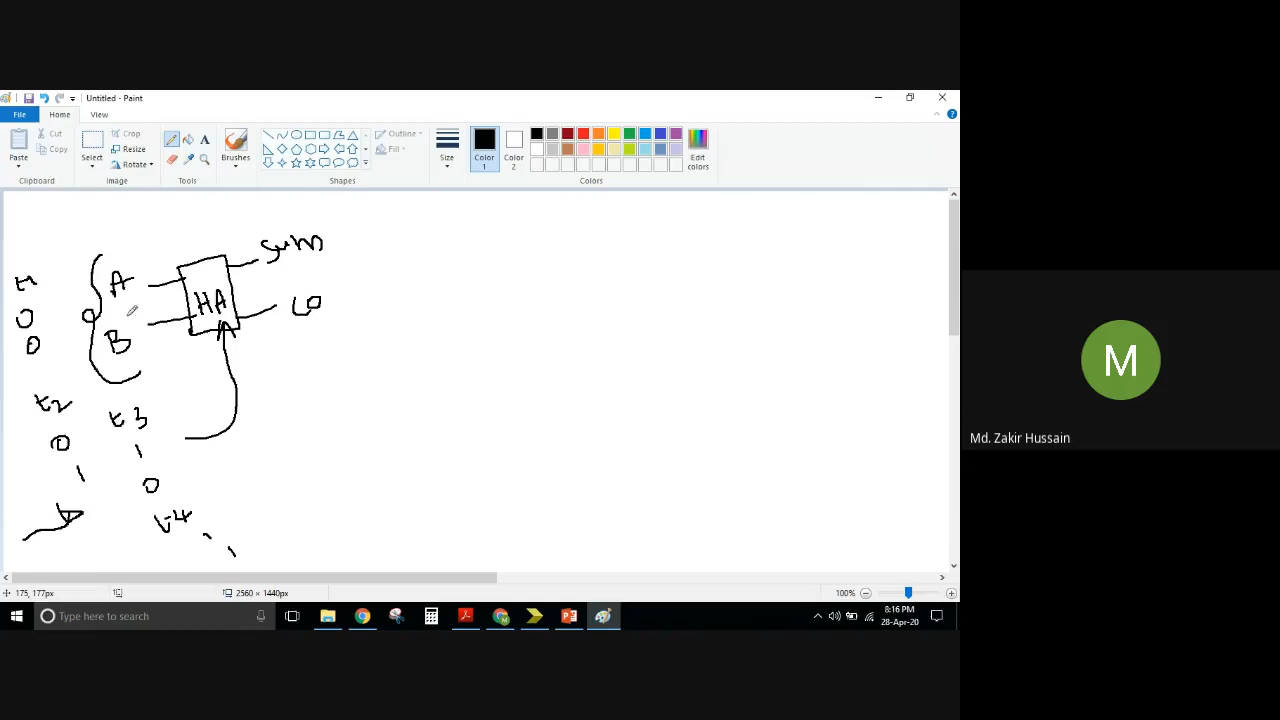 Untitled - Paint
File
Home
View
Paste
Cut
Copy
Clipboard
Select
Crop
Resize
Rotate
Image
Tools
Brushes
Shapes
Outline
Fill
Size
Color 1
Color 2
Edit colors
Colors
Sum
A
HA
B
CO
0
0
0
t2
t3
0
1
1
0
t4
1
1
M
Md. Zakir Hussain
175, 177px
2560 × 1440px
100%
Type here to search
8:16 PM
28-Apr-20